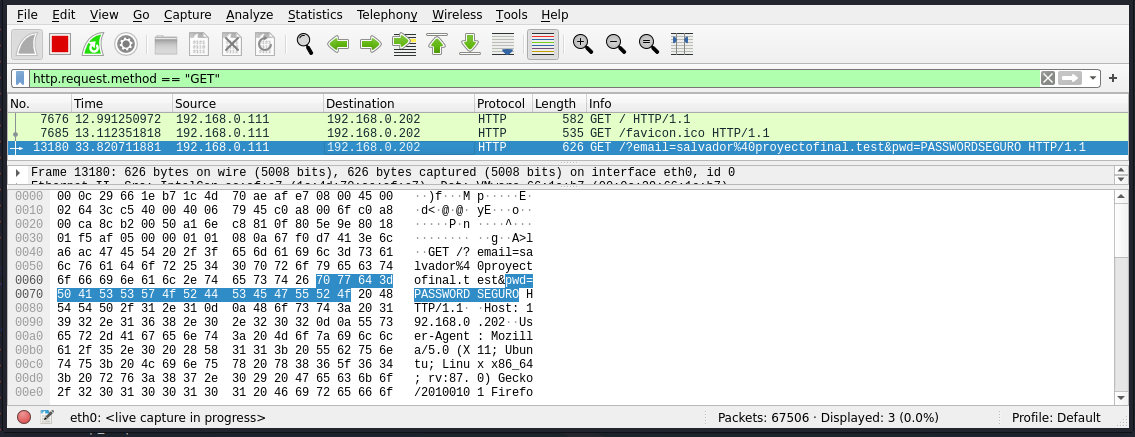 File Edit View Go Capture Analyze Statistics Telephony Wireless Tools Help
http.request.method == "GET"
No. Time Source Destination Protocol Length Info
7676 12.991250972 192.168.0.111 192.168.0.202 HTTP 582 GET / HTTP/1.1
7685 13.112351818 192.168.0.111 192.168.0.202 HTTP 535 GET /favicon.ico HTTP/1.1
13180 33.820711881 192.168.0.111 192.168.0.202 HTTP 626 GET /?email=salvador%40proyectofinal.test&pwd=PASSWORDSEGURO HTTP/1.1
Frame 13180: 626 bytes on wire (5008 bits), 626 bytes captured (5008 bits) on interface eth0, id 0
0000 00 0c 29 66 1e b7 1c 4d 70 ae af e7 08 00 45 00 ··)f···M p·····E·
0010 02 64 3c c5 40 00 40 06 79 45 c0 a8 00 6f c0 a8 ·d<·@·@· yE···o··
0020 00 ca 8c b2 00 50 a1 6e c8 81 0f 80 5e 9e 80 18 ·····P·n ····^···
0030 01 f5 af 05 00 00 01 01 08 0a 67 f0 d7 41 3e 6c ········ ··g··A>l
0040 a6 ac 47 45 54 20 2f 3f 65 6d 61 69 6c 3d 73 61 ··GET /? email=sa
0050 6c 76 61 64 6f 72 25 34 30 70 72 6f 79 65 63 74 lvador%4 0proyect
0060 6f 66 69 6e 61 6c 2e 74 65 73 74 26 70 77 64 3d ofinal.t est&pwd=
0070 50 41 53 53 57 4f 52 44 53 45 47 55 52 4f 20 48 PASSWORD SEGURO H
0080 54 54 50 2f 31 2e 31 0d 0a 48 6f 73 74 3a 20 31 TTP/1.1· ·Host: 1
0090 39 32 2e 31 36 38 2e 30 2e 32 30 32 0d 0a 55 73 92.168.0 .202··Us
00a0 65 72 2d 41 67 65 6e 74 3a 20 4d 6f 7a 69 6c 6c er-Agent : Mozill
00b0 61 2f 35 2e 30 20 28 58 31 31 3b 20 55 62 75 6e a/5.0 (X 11; Ubun
00c0 74 75 3b 20 4c 69 6e 75 78 20 78 38 36 5f 36 34 tu; Linu x x86_64
00d0 3b 20 72 76 3a 38 37 2e 30 29 20 47 65 63 6b 6f ; rv:87. 0) Gecko
00e0 2f 32 30 31 30 30 31 30 31 20 46 69 72 65 66 6f /2010010 1 Firefo
eth0: <live capture in progress> Packets: 67506 · Displayed: 3 (0.0%) Profile: Default